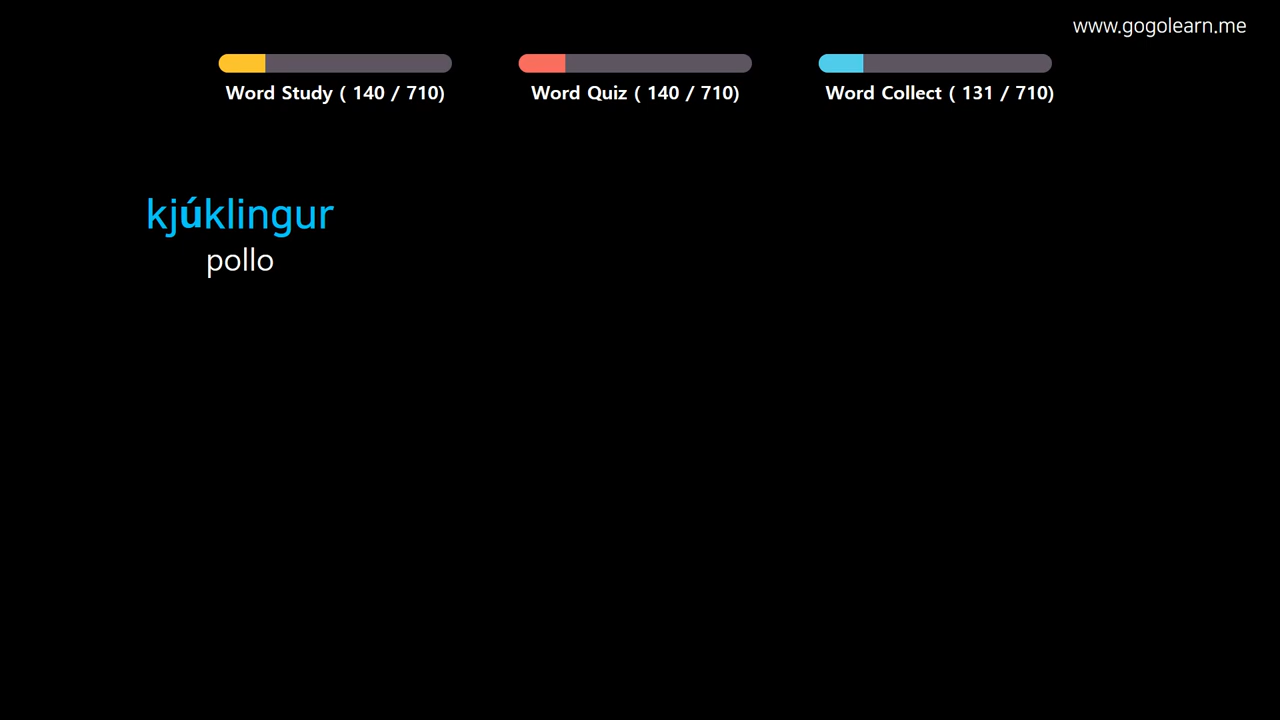 www.gogolearn.me
Word Study ( 140 / 710)
Word Quiz ( 140 / 710)
Word Collect ( 131 / 710)
kjúklingur
pollo